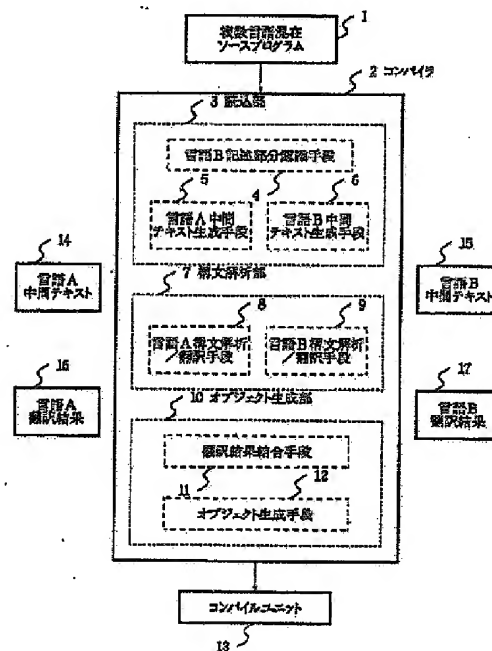 1
複数言語混在
ソースプログラム
2 コンパイラ
3 読込部
言語B記述部分認識手段
5
4
6
言語A中間
テキスト生成手段
言語B中間
テキスト生成手段
14
言語A
中間テキスト
15
言語B
中間テキスト
7 構文解析部
8
9
言語A構文解析
/翻訳手段
言語B構文解析
/翻訳手段
16
言語A
翻訳結果
17
言語B
翻訳結果
10 オブジェクト生成部
翻訳結果結合手段
11
12
オブジェクト生成手段
コンパイルユニット
13